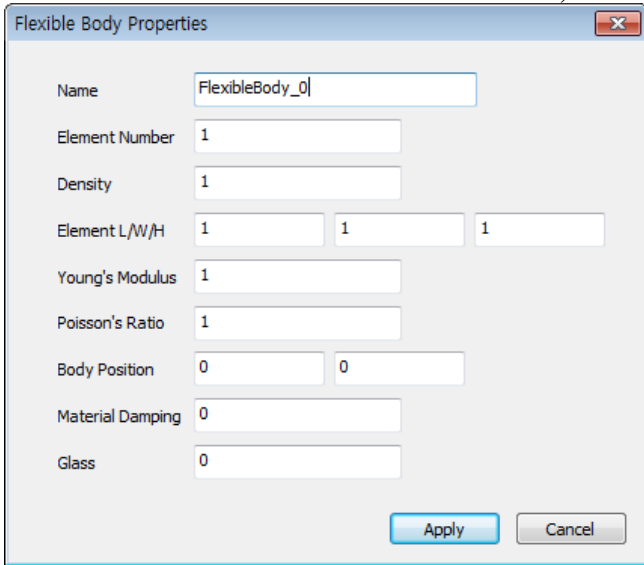 Flexible Body Properties
Name FlexibleBody_0
Element Number 1
Density 1
Element L/W/H 1 1 1
Young's Modulus 1
Poisson's Ratio 1
Body Position 0 0
Material Damping 0
Glass 0
Apply Cancel